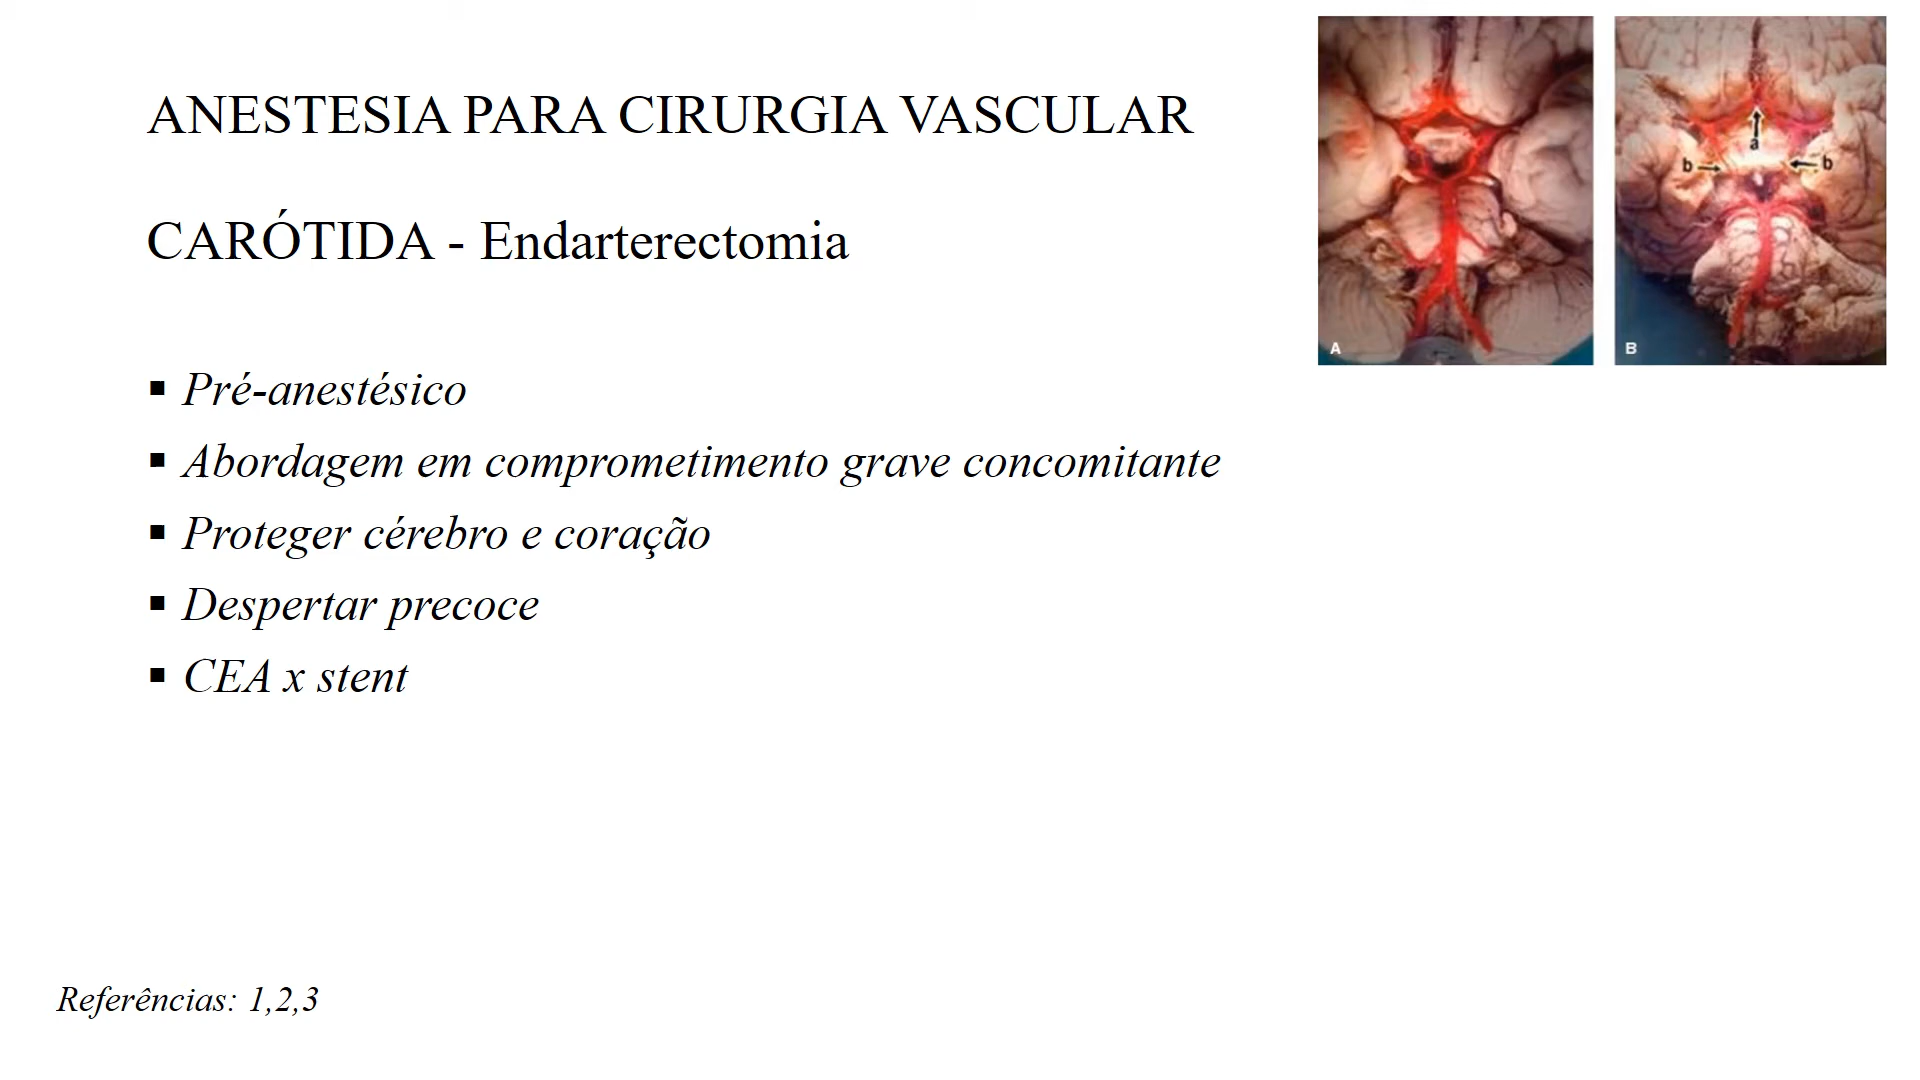 ANESTESIA PARA CIRURGIA VASCULAR
CARÓTIDA - Endarterectomia
▪ Pré-anestésico
▪ Abordagem em comprometimento grave concomitante
▪ Proteger cérebro e coração
▪ Despertar precoce
▪ CEA x stent
a
b
b
A
B
Referências: 1,2,3